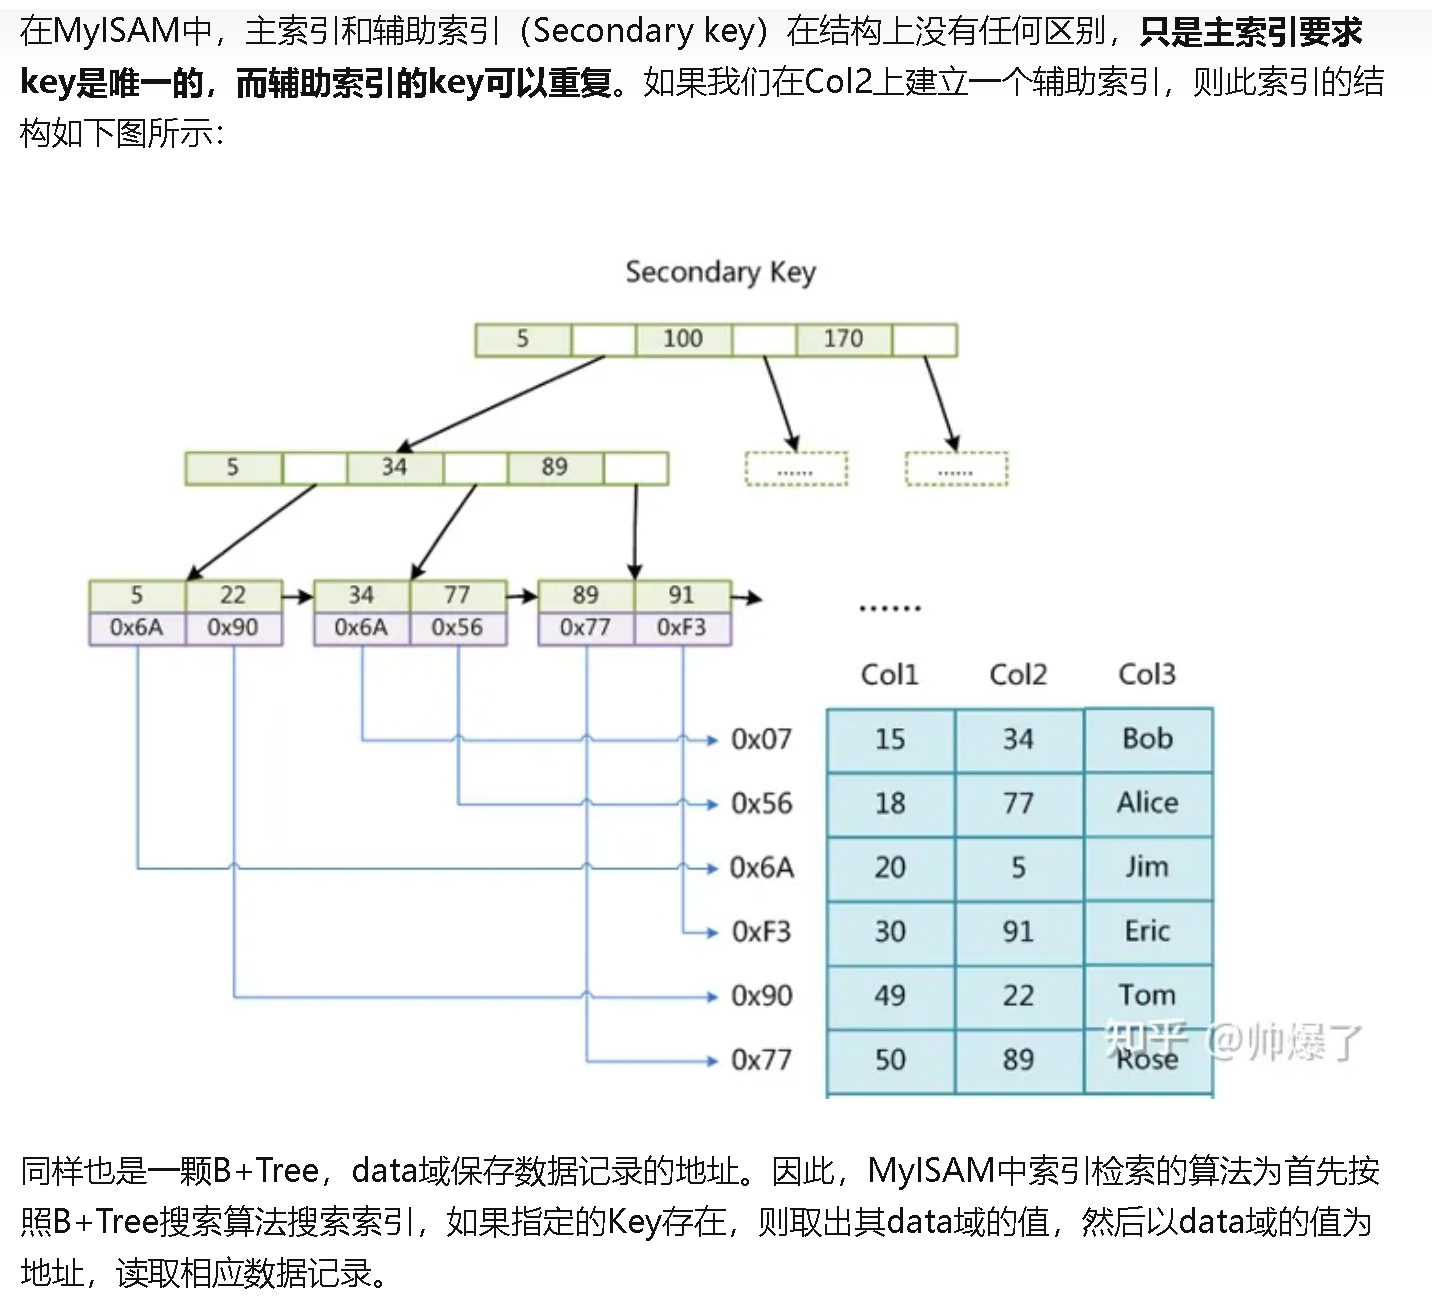 在MyISAM中，主索引和辅助索引（Secondary key）在结构上没有任何区别，只是主索引要求
key是唯一的，而辅助索引的key可以重复。如果我们在Col2上建立一个辅助索引，则此索引的结
构如下图所示：
Secondary Key
5 100 170
5 34 89 ...... ......
5 22 34 77 89 91 ......
0x6A 0x90 0x6A 0x56 0x77 0xF3
Col1 Col2 Col3
0x07 15 34 Bob
0x56 18 77 Alice
0x6A 20 5 Jim
0xF3 30 91 Eric
0x90 49 22 Tom
知乎 @帅爆了
0x77 50 89 Rose
同样也是一颗B+Tree，data域保存数据记录的地址。因此，MyISAM中索引检索的算法为首先按
照B+Tree搜索算法搜索索引，如果指定的Key存在，则取出其data域的值，然后以data域的值为
地址，读取相应数据记录。